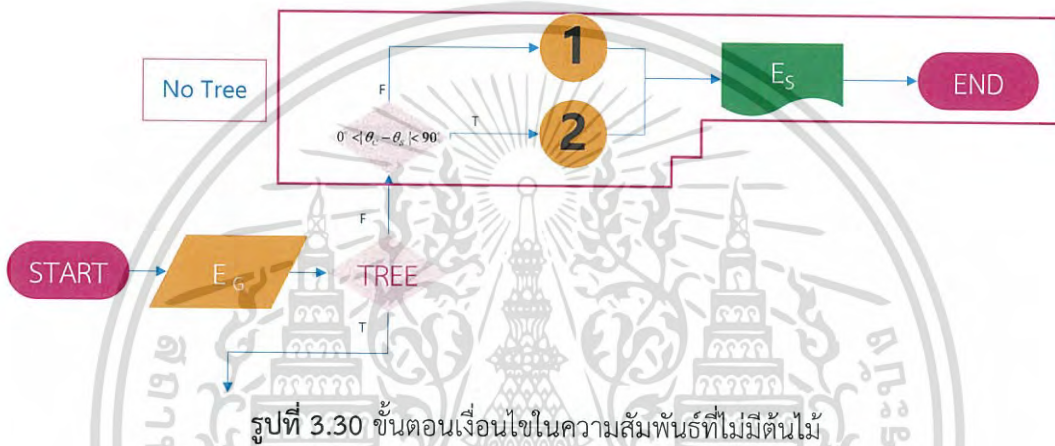 1
No Tree
F
E_S
END
0° <|θ_C – θ_S|< 90°
T
2
F
START
E_G
TREE
T
รูปที่ 3.30 ขั้นตอนเงื่อนไขในความสัมพันธ์ที่ไม่มีต้นไม้